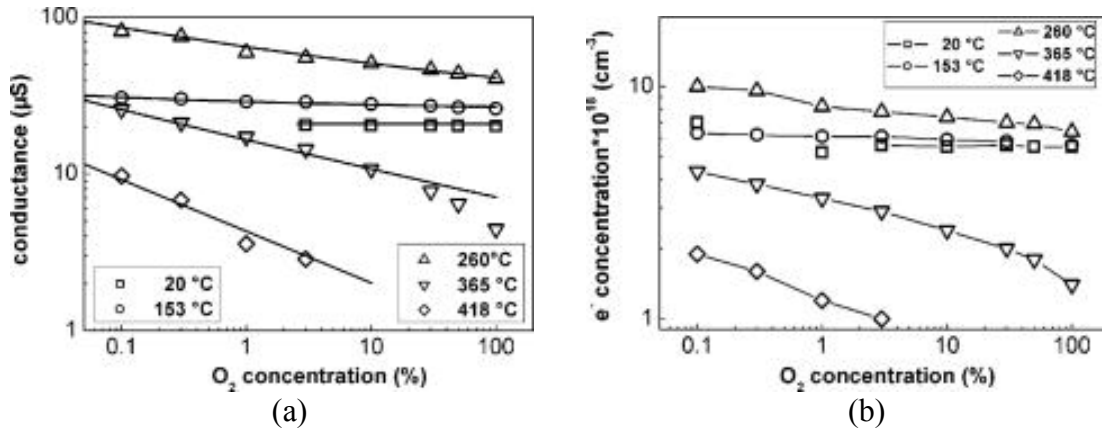 100
10
1
conductance (µS)
0.1 1 10 100
O2 concentration (%)
20 °C
153 °C
260°C
365 °C
418 °C
(a)
10
1
e- concentration*10^18 (cm-3)
0.1 1 10 100
O2 concentration (%)
20 °C
153 °C
260 °C
365 °C
418 °C
(b)